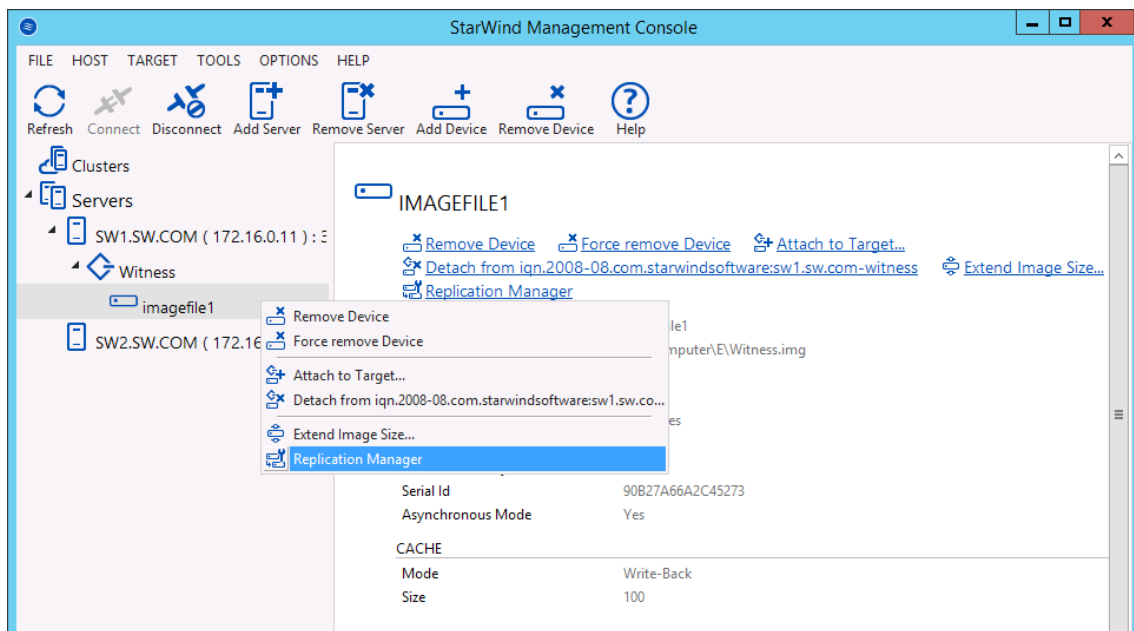 StarWind Management Console
FILE HOST TARGET TOOLS OPTIONS HELP
Refresh Connect Disconnect Add Server Remove Server Add Device Remove Device Help
Clusters
Servers
SW1.SW.COM ( 172.16.0.11 ) :
Witness
imagefile1
SW2.SW.COM ( 172.16
IMAGEFILE1
Remove Device Force remove Device Attach to Target...
Detach from iqn.2008-08.com.starwindsoftware:sw1.sw.com-witness Extend Image Size...
Replication Manager
Remove Device
Force remove Device
Attach to Target...
Detach from iqn.2008-08.com.starwindsoftware:sw1.sw.co...
Extend Image Size...
Replication Manager
le1
mputer\E\Witness.img
es
Serial Id 90B27A66A2C45273
Asynchronous Mode Yes
CACHE
Mode Write-Back
Size 100